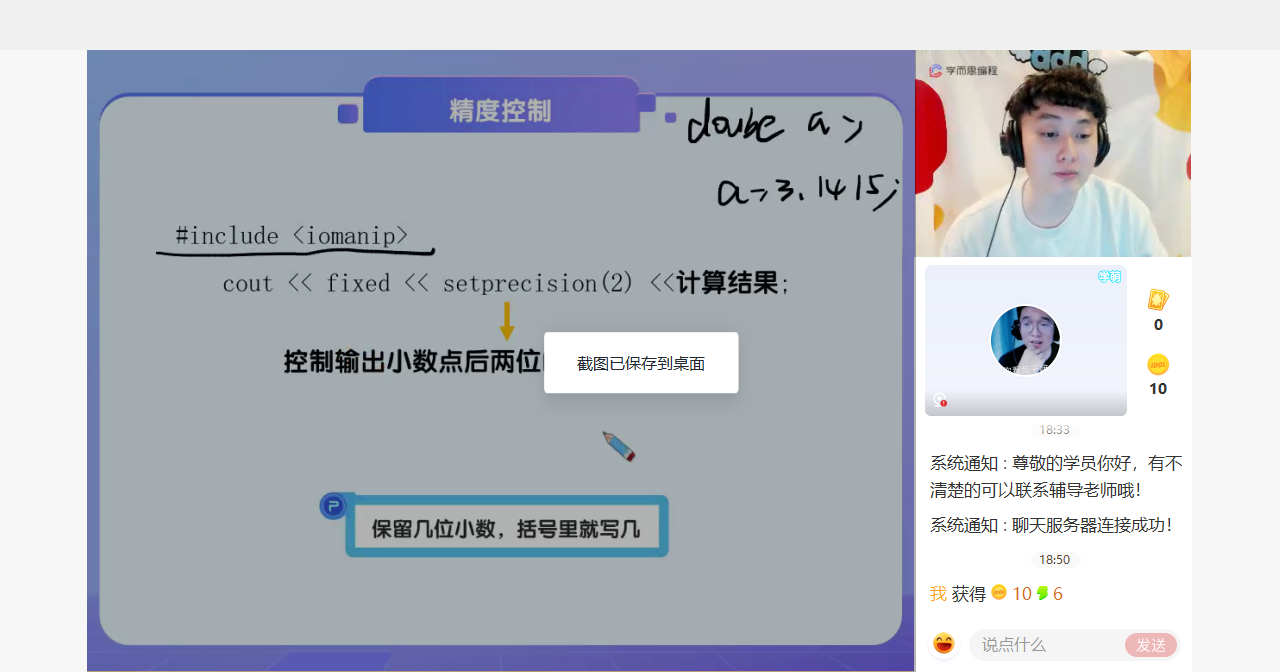 精度控制
double a;
a=3.1415;
#include <iomanip>
cout << fixed << setprecision(2) <<计算结果;
控制输出小数点后两位
截图已保存到桌面
保留几位小数，括号里就写几
学而思编程
学萌
0
10
18:33
系统通知 : 尊敬的学员你好，有不
清楚的可以联系辅导老师哦！
系统通知 : 聊天服务器连接成功！
18:50
我 获得 10 6
说点什么
发送